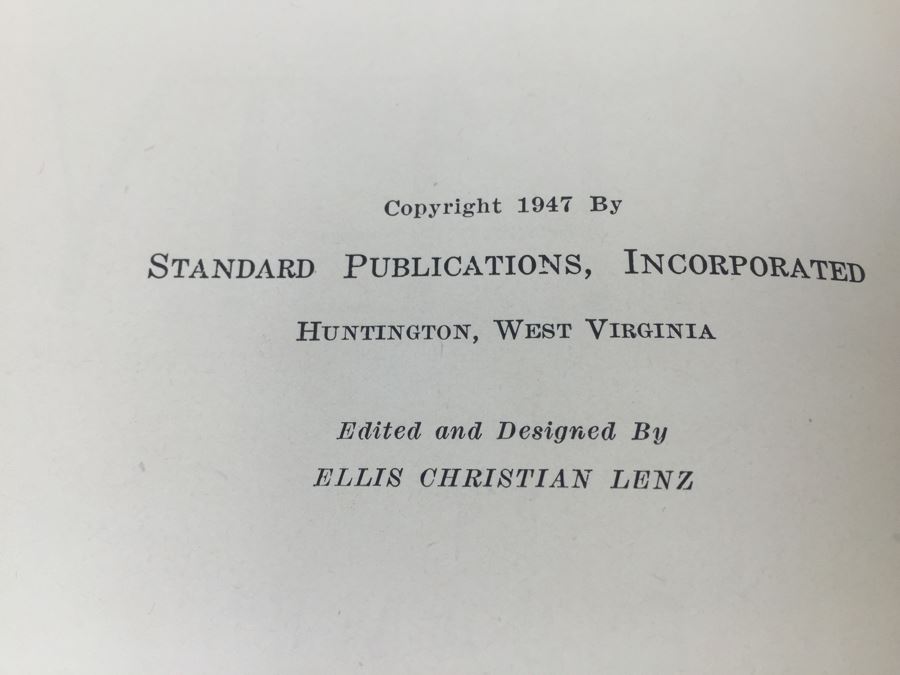 Copyright 1947 By
STANDARD PUBLICATIONS, INCORPORATED
HUNTINGTON, WEST VIRGINIA
Edited and Designed By
ELLIS CHRISTIAN LENZ